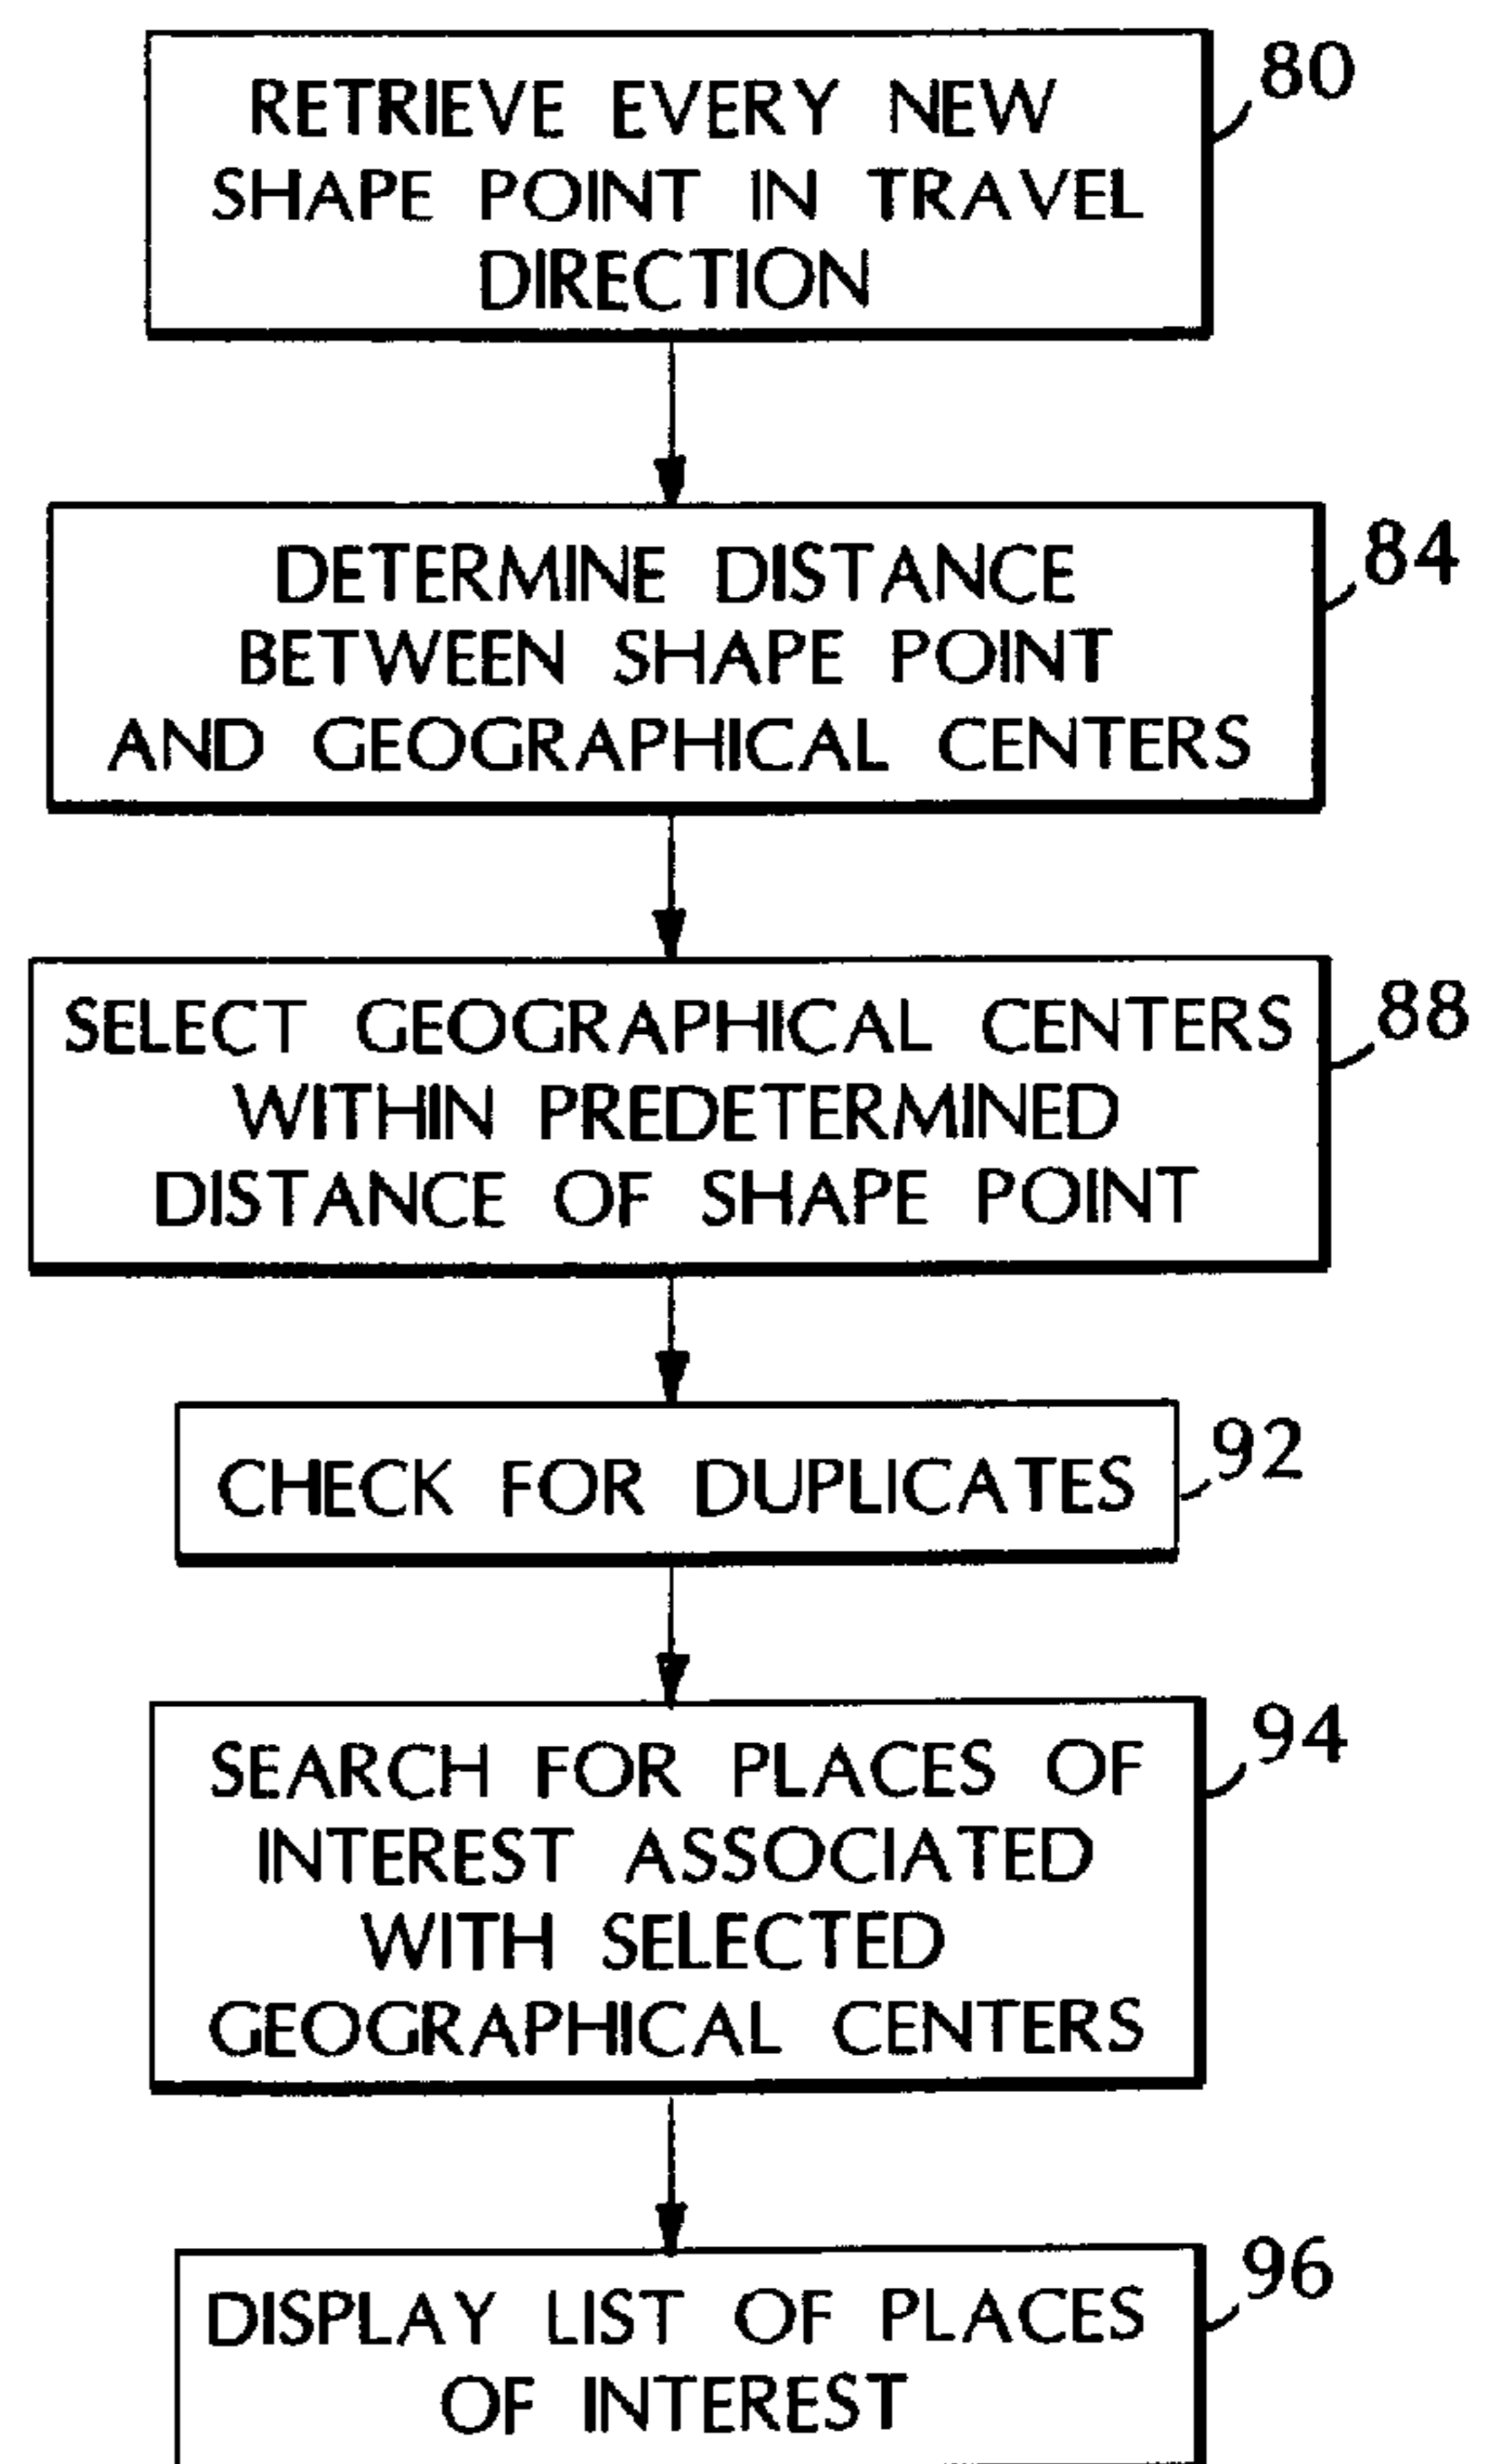 RETRIEVE EVERY NEW
SHAPE POINT IN TRAVEL
DIRECTION
80
DETERMINE DISTANCE
BETWEEN SHAPE POINT
AND GEOGRAPHICAL CENTERS
84
SELECT GEOGRAPHICAL CENTERS
WITHIN PREDETERMINED
DISTANCE OF SHAPE POINT
88
CHECK FOR DUPLICATES
92
SEARCH FOR PLACES OF
INTEREST ASSOCIATED
WITH SELECTED
GEOGRAPHICAL CENTERS
94
DISPLAY LIST OF PLACES
OF INTEREST
96